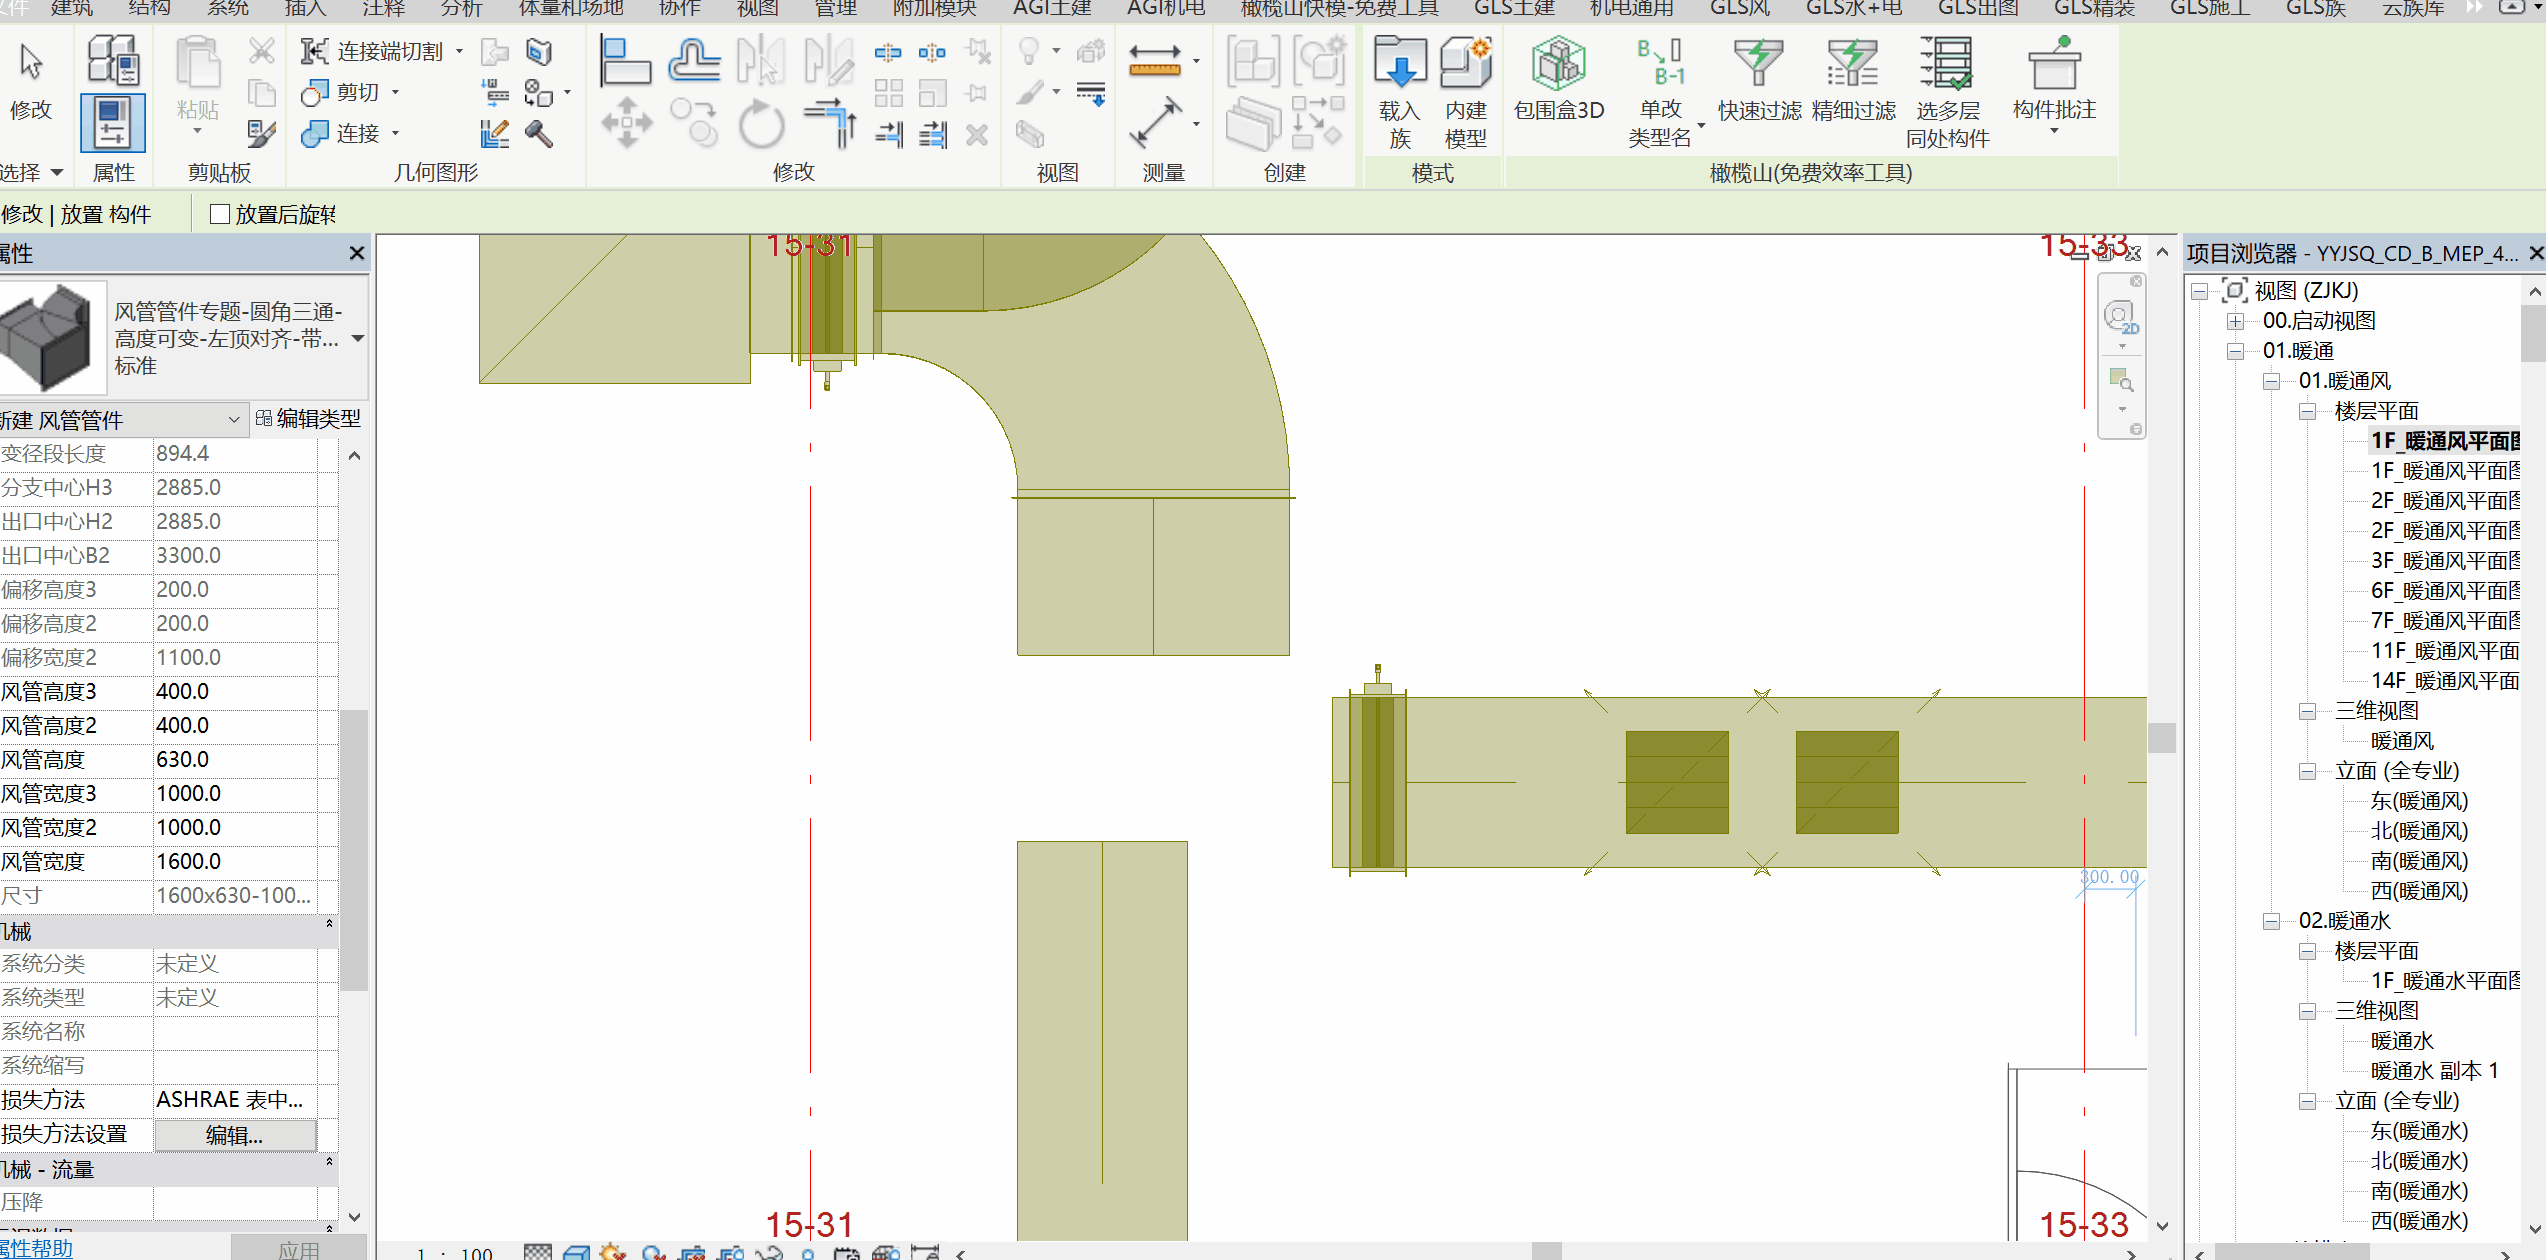 文件 建筑 结构 系统 插入 注释 分析 体量和场地 协作 视图 管理 附加模块 AGI土建 AGI机电 橄榄山快模-免费工具 GLS土建 机电通用 GLS风 GLS水+电 GLS出图 GLS精装 GLS施工 GLS族 云族库
修改
粘贴
连接端切割
剪切
连接
载入
族
内建
模型
包围盒3D
单改
类型名
快速过滤
精细过滤
选多层
同处构件
构件批注
选择 属性 剪贴板 几何图形 修改 视图 测量 创建 模式 橄榄山(免费效率工具)
修改 | 放置 构件 放置后旋转
属性
风管管件专题-圆角三通-
高度可变-左顶对齐-带...
标准
新建 风管管件 编辑类型
变径段长度 894.4
分支中心H3 2885.0
出口中心H2 2885.0
出口中心B2 3300.0
偏移高度3 200.0
偏移高度2 200.0
偏移宽度2 1100.0
风管高度3 400.0
风管高度2 400.0
风管高度 630.0
风管宽度3 1000.0
风管宽度2 1000.0
风管宽度 1600.0
尺寸 1600x630-100...
机械
系统分类 未定义
系统类型 未定义
系统名称
系统缩写
损失方法 ASHRAE 表中...
损失方法设置 编辑...
机械 - 流量
压降
属性帮助 应用
15-31
15-33
2D
300.00
15-31
15-33
1 : 100
项目浏览器 - YYJSQ_CD_B_MEP_4...
视图 (ZJKJ)
00.启动视图
01.暖通
01.暖通风
楼层平面
1F_暖通风平面图
1F_暖通风平面图
2F_暖通风平面图
2F_暖通风平面图
3F_暖通风平面图
6F_暖通风平面图
7F_暖通风平面图
11F_暖通风平面
14F_暖通风平面
三维视图
暖通风
立面 (全专业)
东(暖通风)
北(暖通风)
南(暖通风)
西(暖通风)
02.暖通水
楼层平面
1F_暖通水平面图
三维视图
暖通水
暖通水 副本 1
立面 (全专业)
东(暖通水)
北(暖通水)
南(暖通水)
西(暖通水)